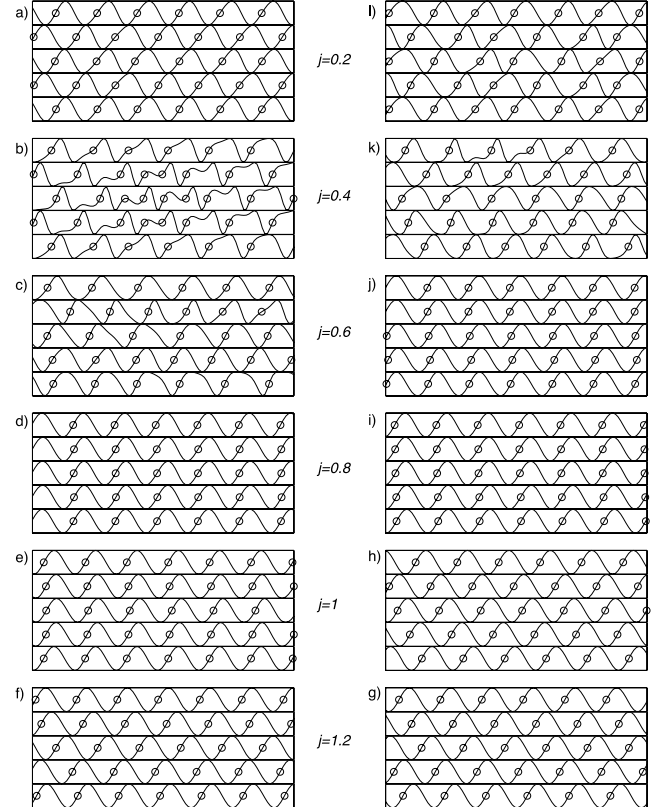 a) j=0.2 l)
b) j=0.4 k)
c) j=0.6 j)
d) j=0.8 i)
e) j=1 h)
f) j=1.2 g)